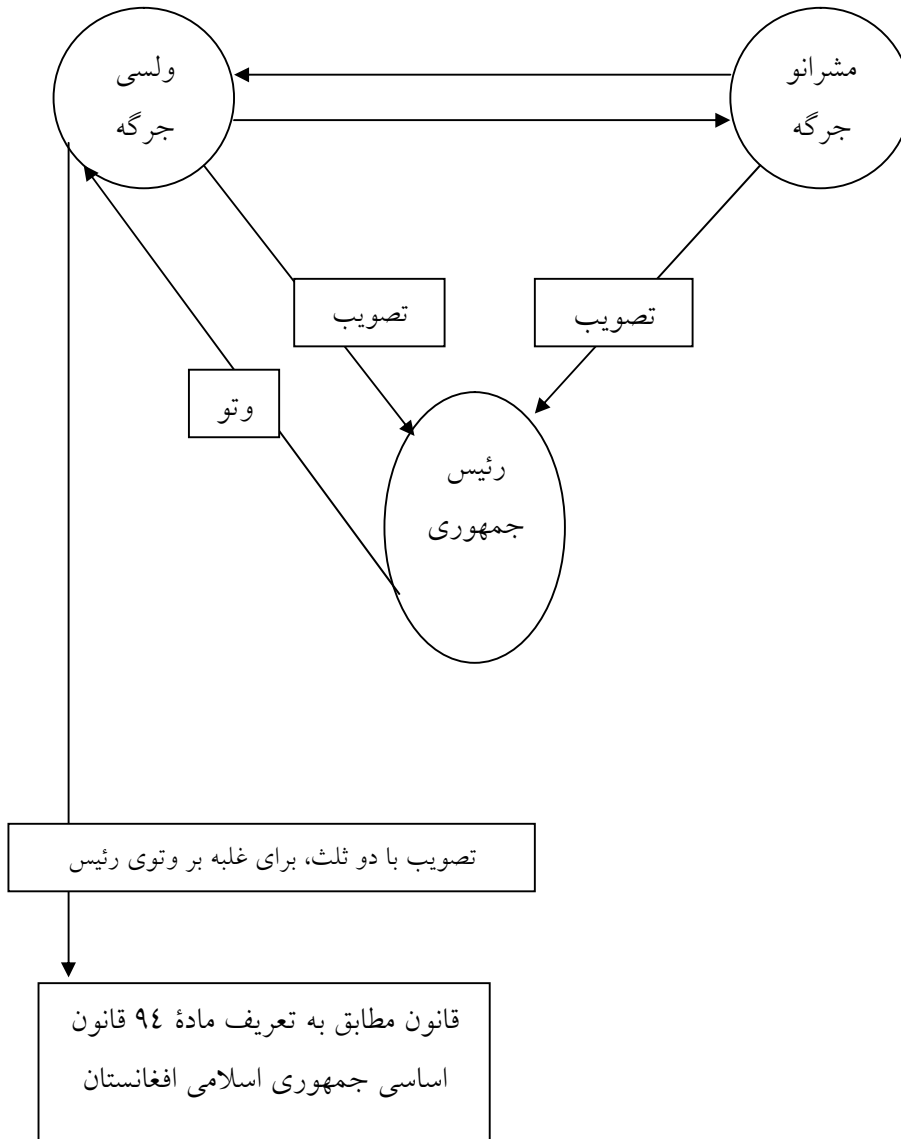 مشرانو
جرگه
ولسی
جرگه
تصویب
تصویب
وتو
رئیس
جمهوری
تصویب با دو ثلث، برای غلبه بر وتوی رئیس
قانون مطابق به تعریف مادۀ ٩٤ قانون
اساسی جمهوری اسلامی افغانستان